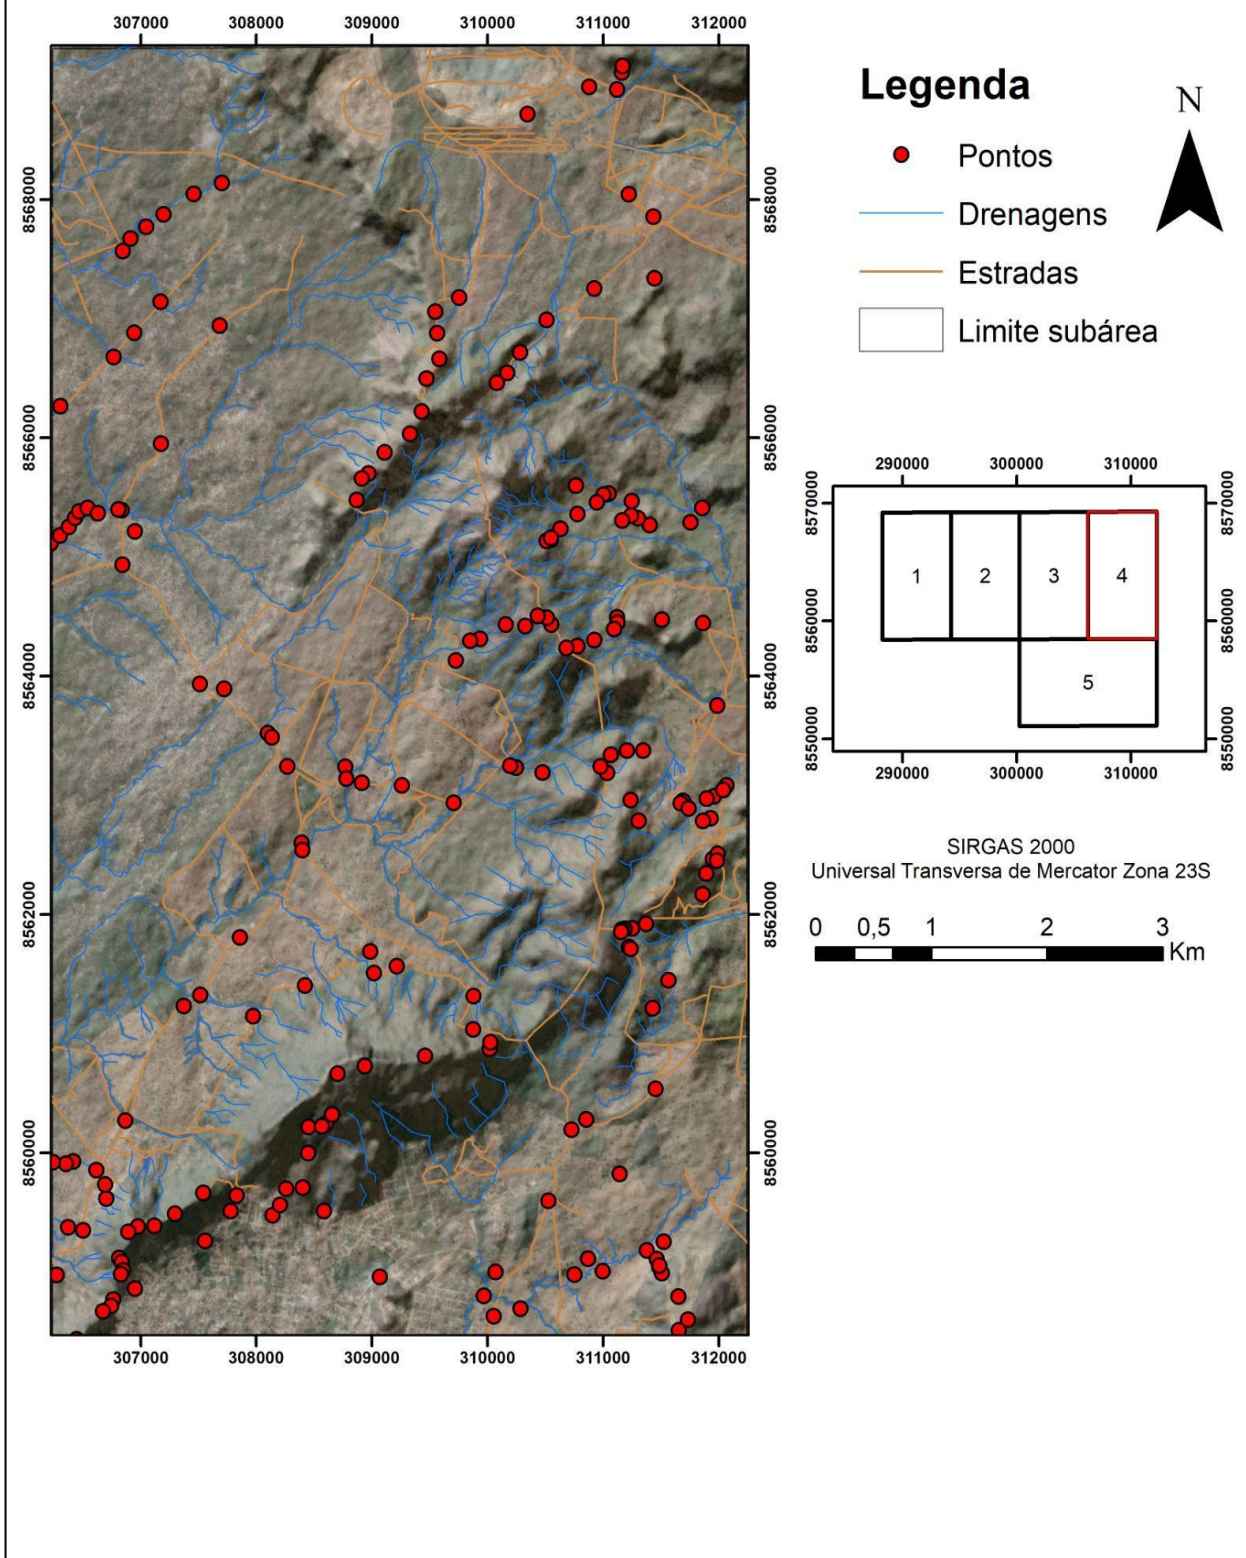 307000 308000 309000 310000 311000 312000
8568000 8568000
8566000 8566000
8564000 8564000
8562000 8562000
8560000 8560000
307000 308000 309000 310000 311000 312000
Legenda
Pontos
Drenagens
Estradas
Limite subárea
N
290000 300000 310000
8570000 8570000
8560000 8560000
8550000 8550000
1 2 3 4
5
290000 300000 310000
SIRGAS 2000
Universal Transversa de Mercator Zona 23S
0 0,5 1 2 3
Km